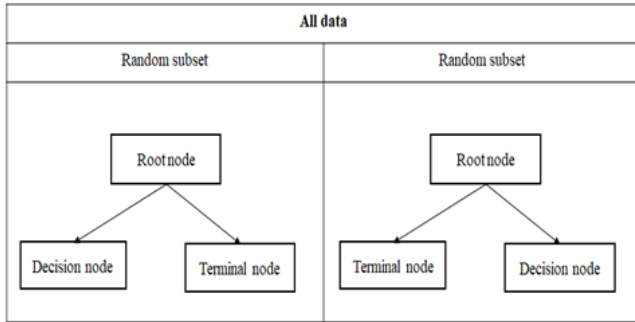 All data
Random subset
Random subset
Root node
Root node
Decision node
Terminal node
Terminal node
Decision node